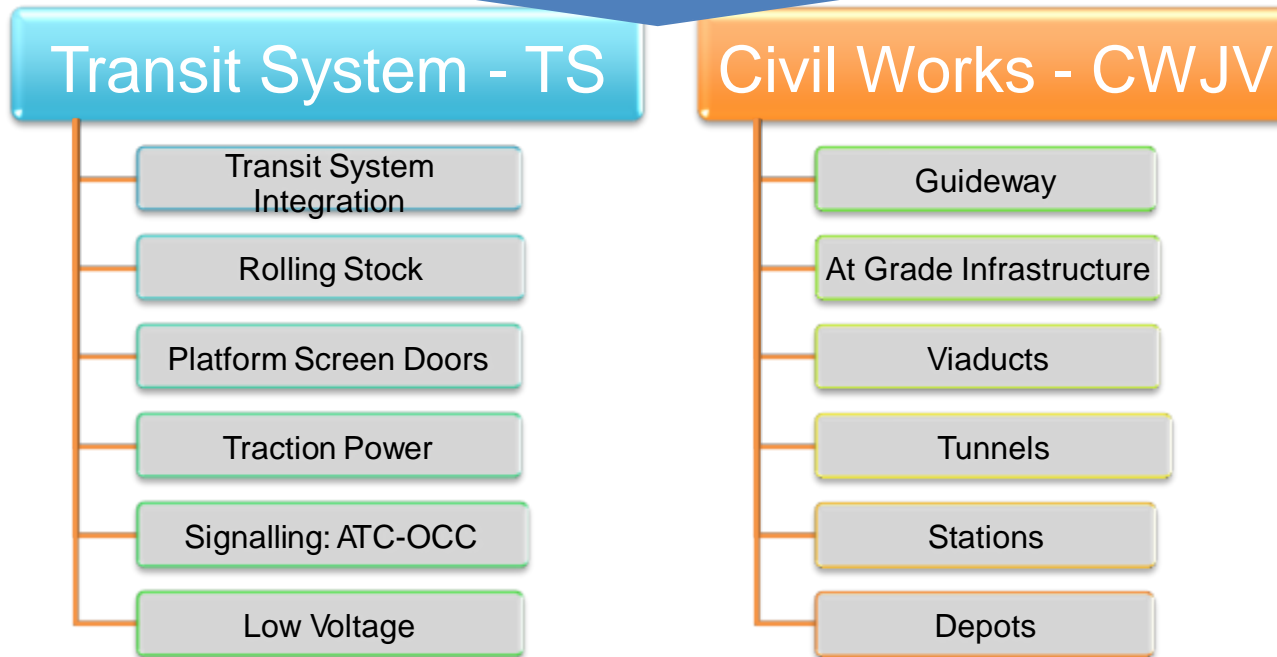 Transit System - TS
Transit System
Integration
Rolling Stock
Platform Screen Doors
Traction Power
Signalling: ATC-OCC
Low Voltage
Civil Works - CWJV
Guideway
At Grade Infrastructure
Viaducts
Tunnels
Stations
Depots